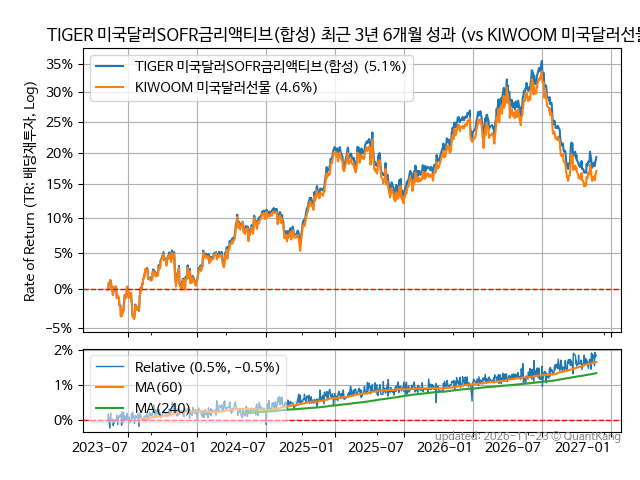 TIGER 미국달러SOFR금리액티브(합성) 최근 3년 6개월 성과 (vs KIWOOM 미국달러선물
35%
30%
25%
20%
15%
10%
5%
0%
−5%
Rate of Return (TR: 배당재투자, Log)
TIGER 미국달러SOFR금리액티브(합성) (5.1%)
KIWOOM 미국달러선물 (4.6%)
2%
1%
0%
Relative (0.5%, −0.5%)
MA(60)
MA(240)
updated: 2026−11−23 © QuantKang
2023−07 2024−01 2024−07 2025−01 2025−07 2026−01 2026−07 2027−01